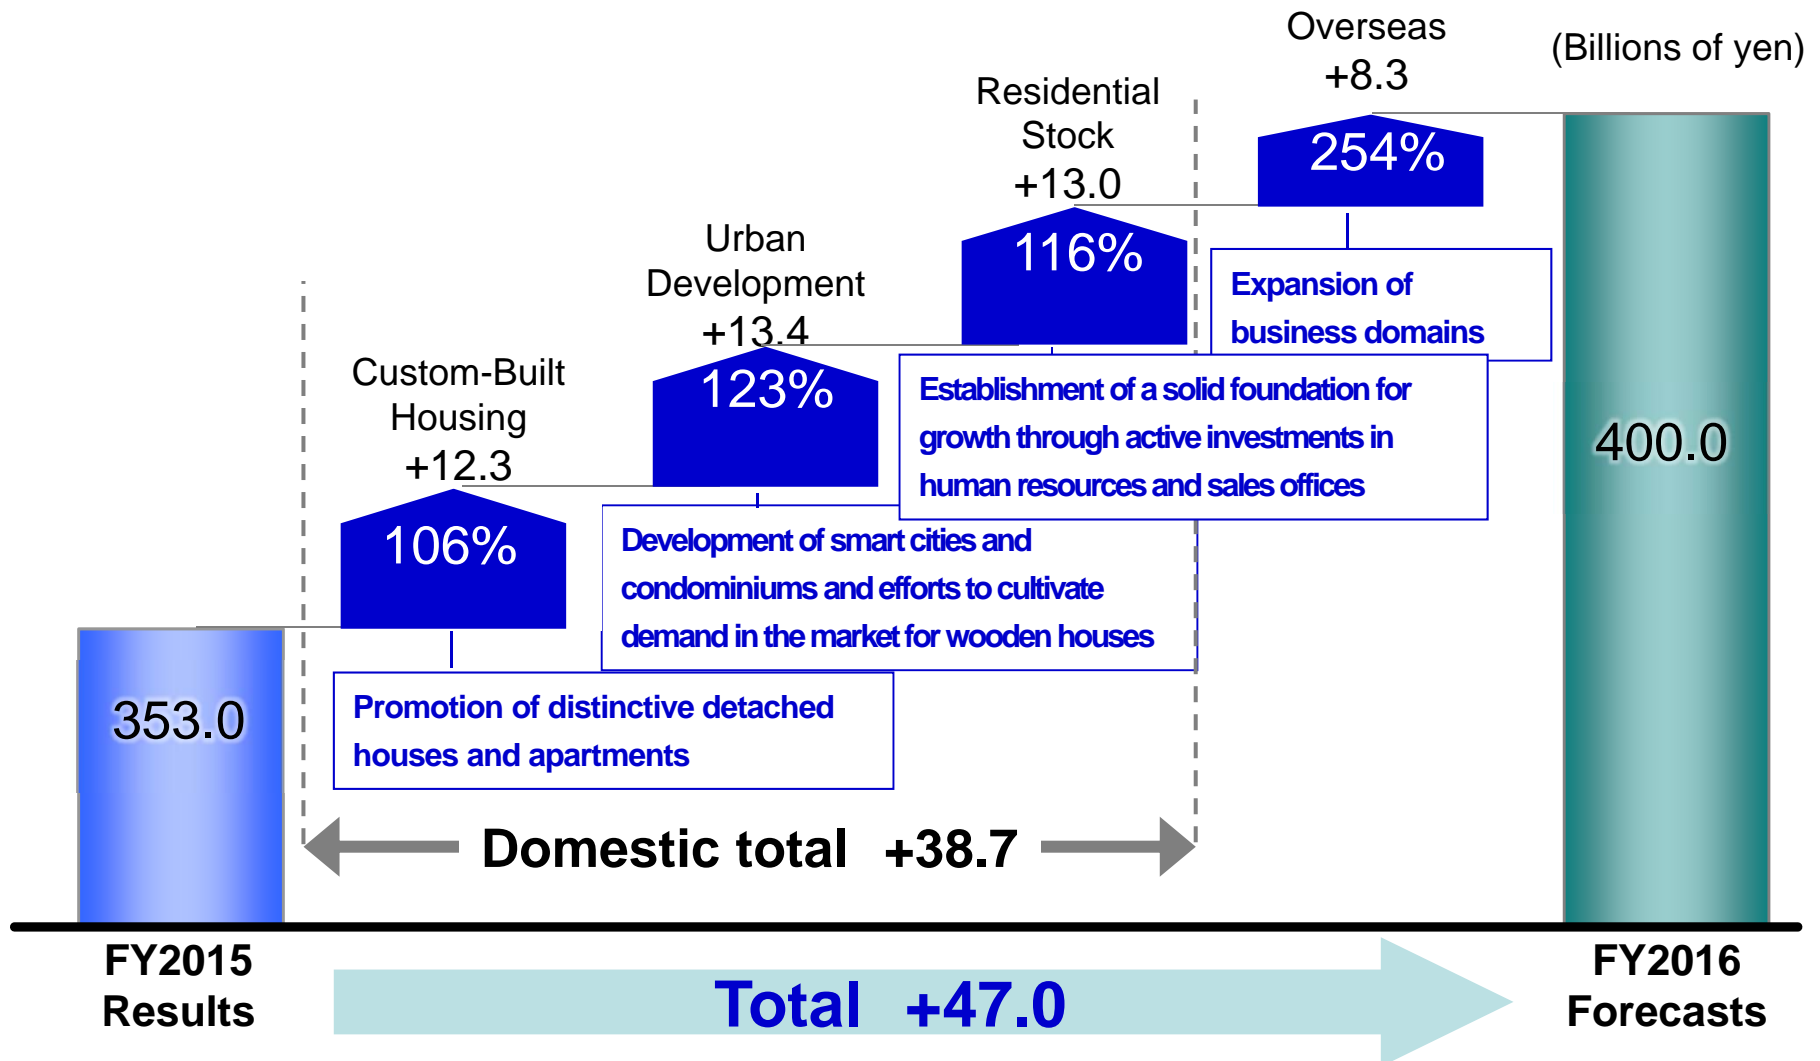 (Billions of yen)
Overseas
+8.3
254%
Expansion of
business domains
Residential
Stock
+13.0
116%
Establishment of a solid foundation for
growth through active investments in
human resources and sales offices
Urban
Development
+13.4
123%
Development of smart cities and
condominiums and efforts to cultivate
demand in the market for wooden houses
Custom-Built
Housing
+12.3
106%
Promotion of distinctive detached
houses and apartments
353.0
400.0
Domestic total +38.7
FY2015
Results
Total +47.0
FY2016
Forecasts